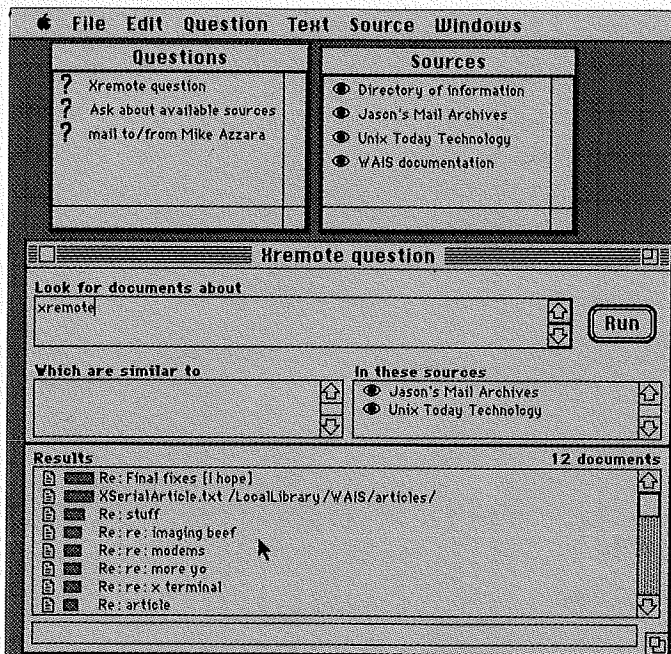 File Edit Question Text Source Windows
Questions
? Xremote question
? Ask about available sources
? mail to/from Mike Azzara
Sources
Directory of information
Jason's Mail Archives
Unix Today Technology
WAIS documentation
Xremote question
Look for documents about
xremote
Run
Which are similar to
In these sources
Jason's Mail Archives
Unix Today Technology
Results 12 documents
Re: Final fixes [I hope]
XSerialArticle.txt /LocalLibrary/WAIS/articles/
Re: stuff
Re: re: imaging beef
Re: re: modems
Re: re: more yo
Re: re: x terminal
Re: article